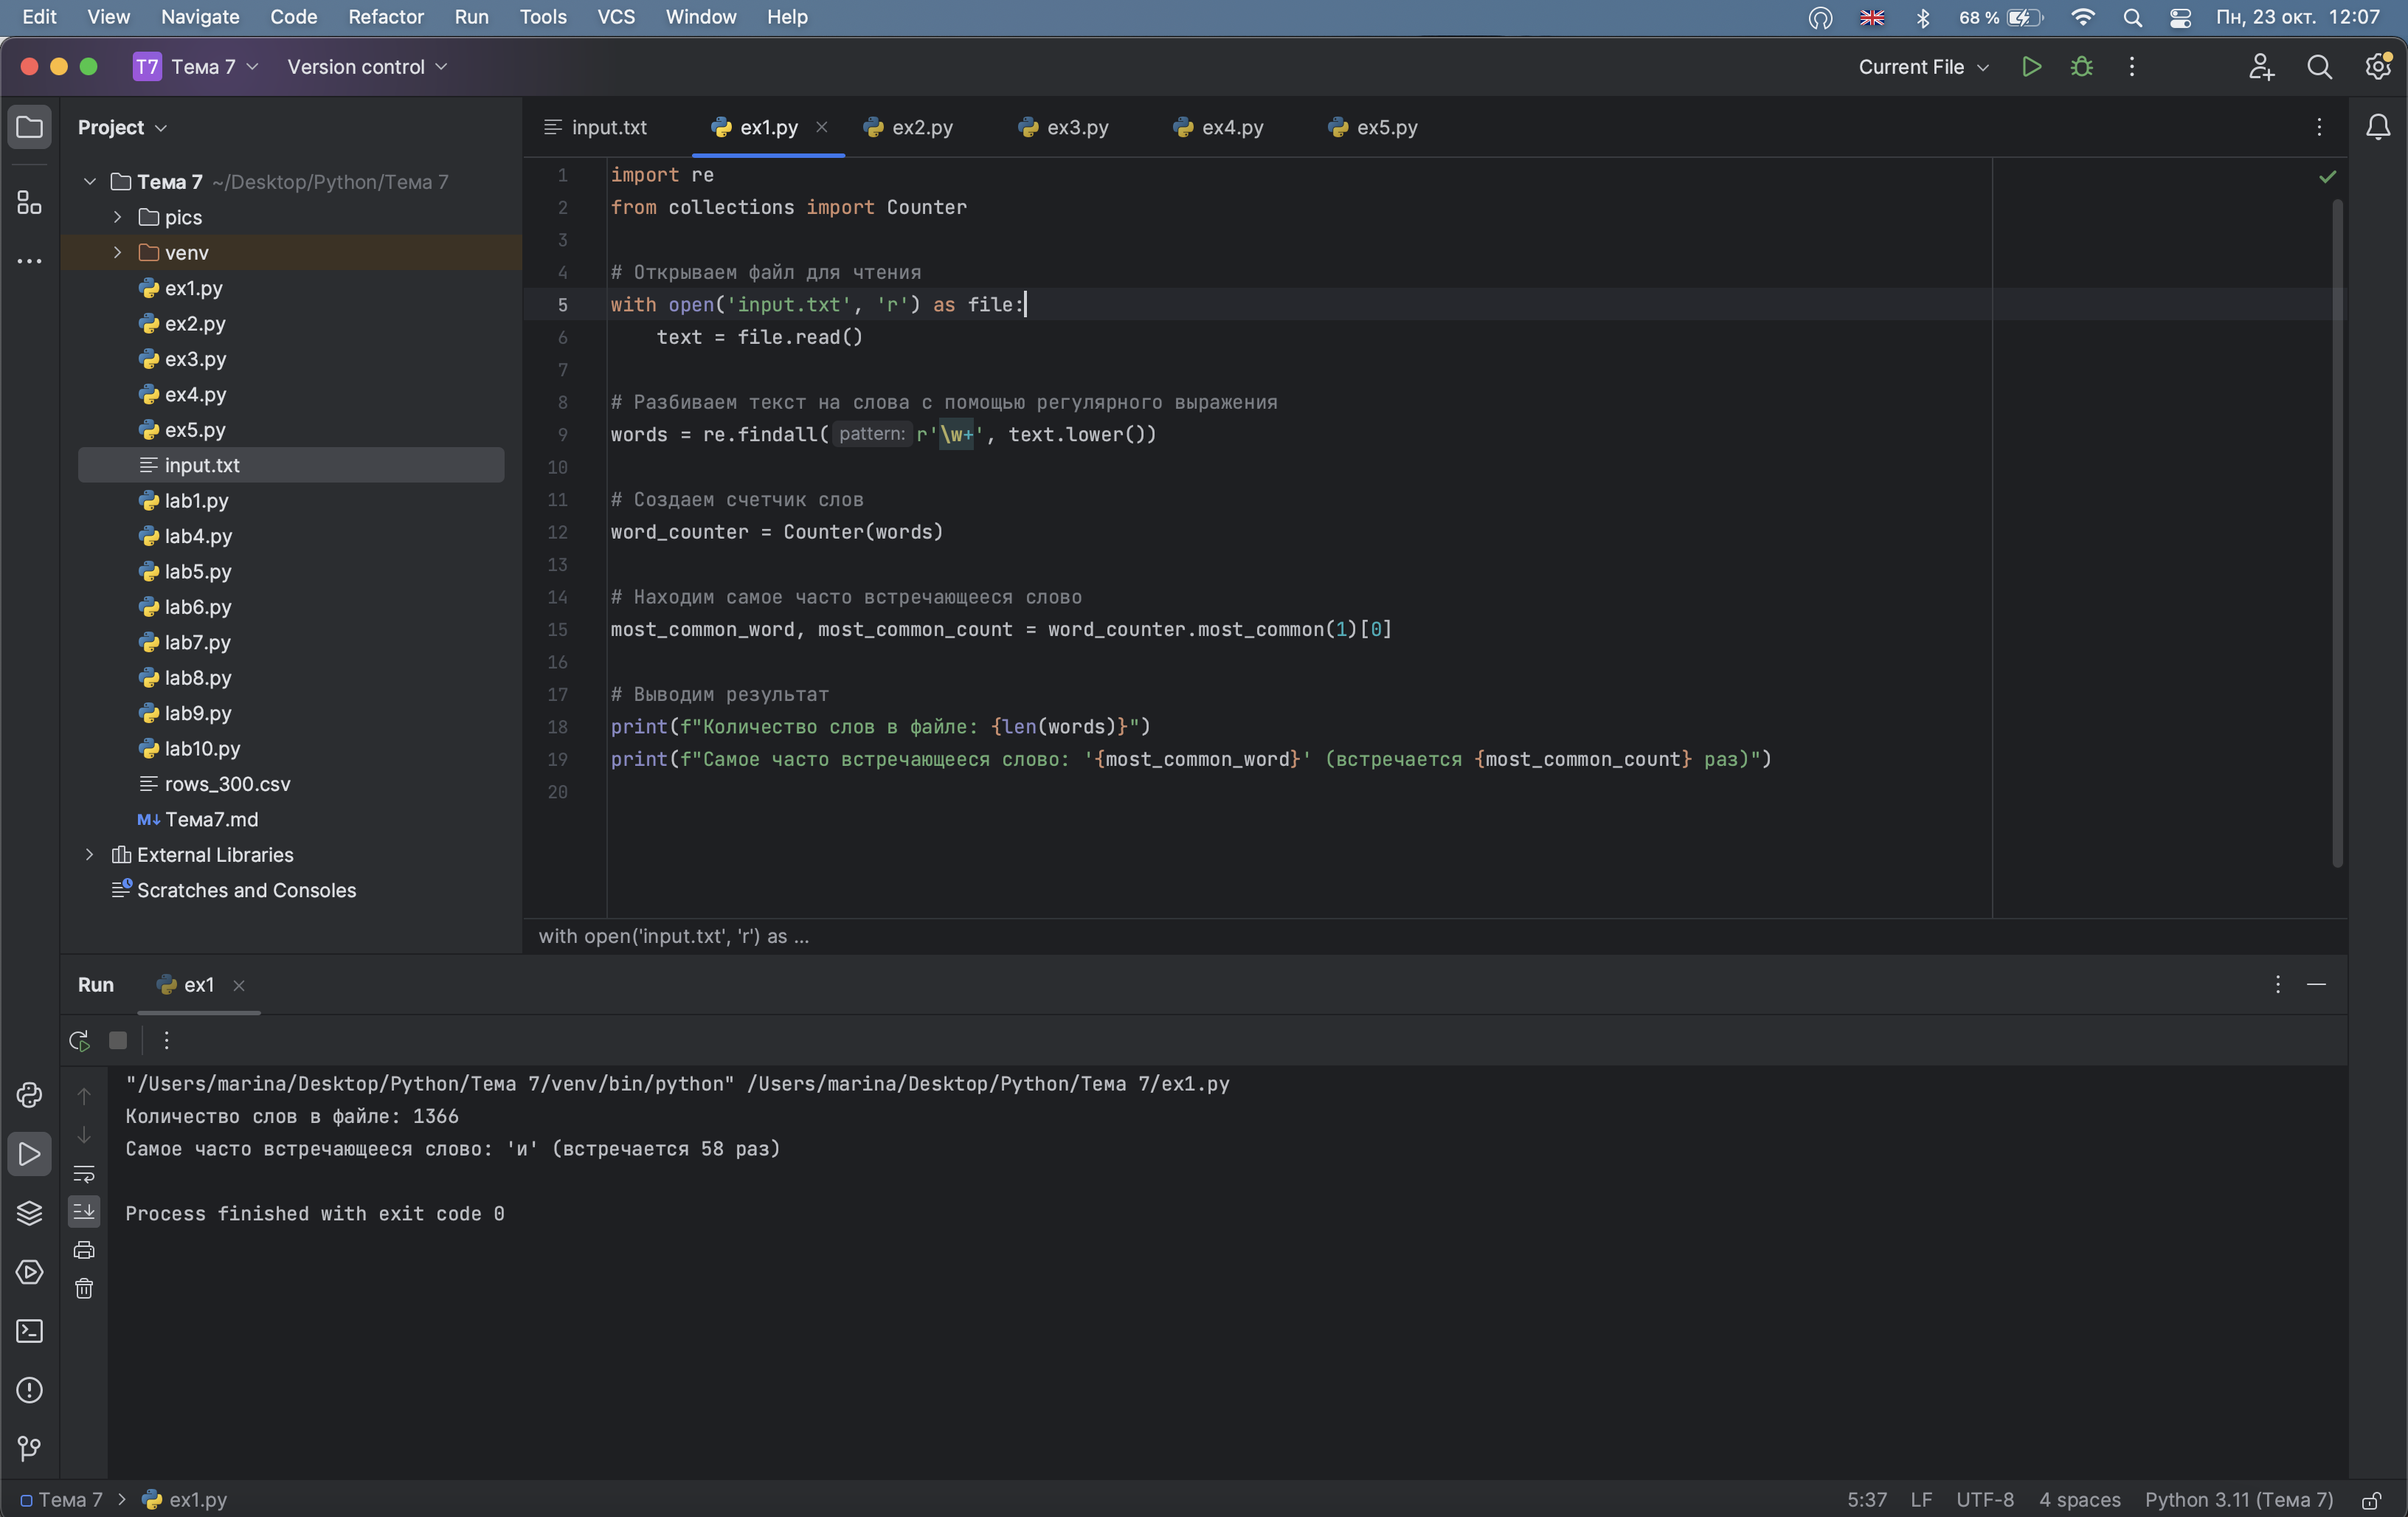 Edit View Navigate Code Refactor Run Tools VCS Window Help 68 % Пн, 23 окт. 12:07
T7 Тема 7 Version control Current File
Project
input.txt ex1.py ex2.py ex3.py ex4.py ex5.py
Тема 7 ~/Desktop/Python/Тема 7
pics
venv
ex1.py
ex2.py
ex3.py
ex4.py
ex5.py
input.txt
lab1.py
lab4.py
lab5.py
lab6.py
lab7.py
lab8.py
lab9.py
lab10.py
rows_300.csv
M↓ Тема7.md
External Libraries
Scratches and Consoles
1 import re
2 from collections import Counter
3
4 # Открываем файл для чтения
5 with open('input.txt', 'r') as file:
6     text = file.read()
7
8 # Разбиваем текст на слова с помощью регулярного выражения
9 words = re.findall( pattern: r'\w+', text.lower())
10
11 # Создаем счетчик слов
12 word_counter = Counter(words)
13
14 # Находим самое часто встречающееся слово
15 most_common_word, most_common_count = word_counter.most_common(1)[0]
16
17 # Выводим результат
18 print(f"Количество слов в файле: {len(words)}")
19 print(f"Самое часто встречающееся слово: '{most_common_word}' (встречается {most_common_count} раз)")
20
with open('input.txt', 'r') as ...
Run ex1
"/Users/marina/Desktop/Python/Тема 7/venv/bin/python" /Users/marina/Desktop/Python/Тема 7/ex1.py
Количество слов в файле: 1366
Самое часто встречающееся слово: 'и' (встречается 58 раз)
Process finished with exit code 0
Тема 7 > ex1.py 5:37 LF UTF-8 4 spaces Python 3.11 (Тема 7)